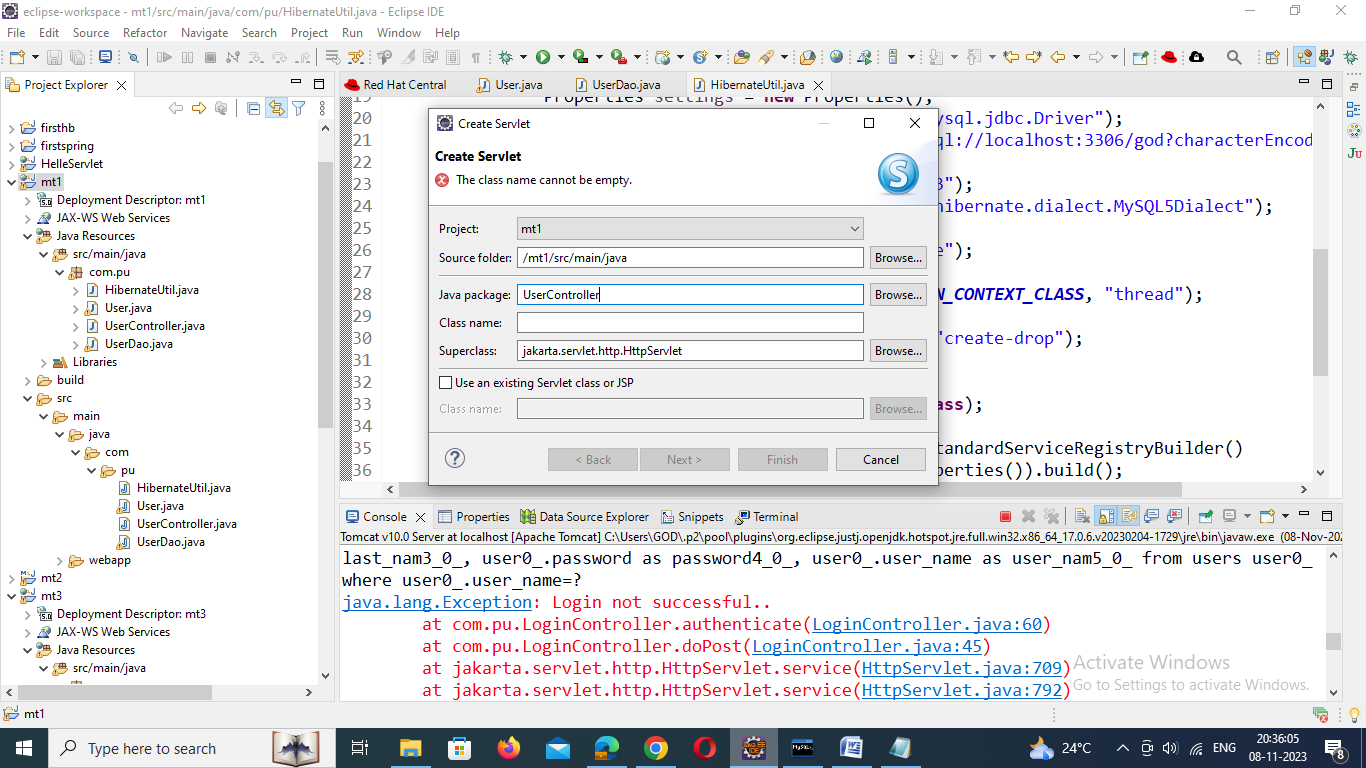 eclipse-workspace - mt1/src/main/java/com/pu/HibernateUtil.java - Eclipse IDE
File Edit Source Refactor Navigate Search Project Run Window Help
Project Explorer
Red Hat Central User.java UserDao.java HibernateUtil.java
firsthb
firstspring
HelleServlet
mt1
Deployment Descriptor: mt1
JAX-WS Web Services
Java Resources
src/main/java
com.pu
HibernateUtil.java
User.java
UserController.java
UserDao.java
Libraries
build
src
main
java
com
pu
HibernateUtil.java
User.java
UserController.java
UserDao.java
webapp
mt2
mt3
Deployment Descriptor: mt3
JAX-WS Web Services
Java Resources
src/main/java
19 Properties settings = new Properties();
20 ysql.jdbc.Driver");
21 ql://localhost:3306/god?characterEncod
22
23 3");
24 hibernate.dialect.MySQL5Dialect");
25
26 e");
27
28 N_CONTEXT_CLASS, "thread");
29
30 create-drop");
31
32
33 ass);
34
35 tandardServiceRegistryBuilder()
36 perties()).build();
Create Servlet
Create Servlet
The class name cannot be empty.
Project: mt1
Source folder: /mt1/src/main/java Browse...
Java package: UserController Browse...
Class name:
Superclass: jakarta.servlet.http.HttpServlet Browse...
Use an existing Servlet class or JSP
Class name: Browse...
< Back Next > Finish Cancel
Console Properties Data Source Explorer Snippets Terminal
Tomcat v10.0 Server at localhost [Apache Tomcat] C:\Users\GOD\.p2\pool\plugins\org.eclipse.justj.openjdk.hotspot.jre.full.win32.x86_64_17.0.6.v20230204-1729\jre\bin\javaw.exe (08-Nov-202
last_nam3_0_, user0_.password as password4_0_, user0_.user_name as user_nam5_0_ from users user0_
where user0_.user_name=?
java.lang.Exception: Login not successful..
at com.pu.LoginController.authenticate(LoginController.java:60)
at com.pu.LoginController.doPost(LoginController.java:45)
at jakarta.servlet.http.HttpServlet.service(HttpServlet.java:709)
at jakarta.servlet.http.HttpServlet.service(HttpServlet.java:792)
Activate Windows
Go to Settings to activate Windows.
mt1
Type here to search
24°C
ENG
20:36:05
08-11-2023
8